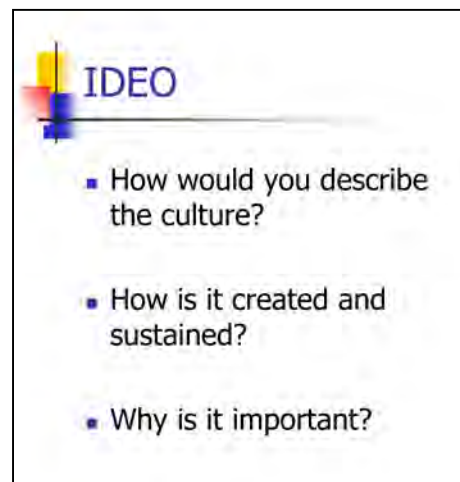 IDEO
How would you describe
the culture?
How is it created and
sustained?
Why is it important?